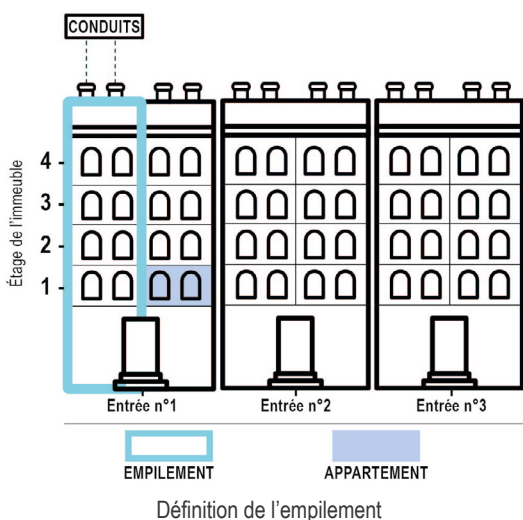 CONDUITS
Étage de l'immeuble
4
3
2
1
Entrée n°1
Entrée n°2
Entrée n°3
EMPILEMENT
APPARTEMENT
Définition de l'empilement